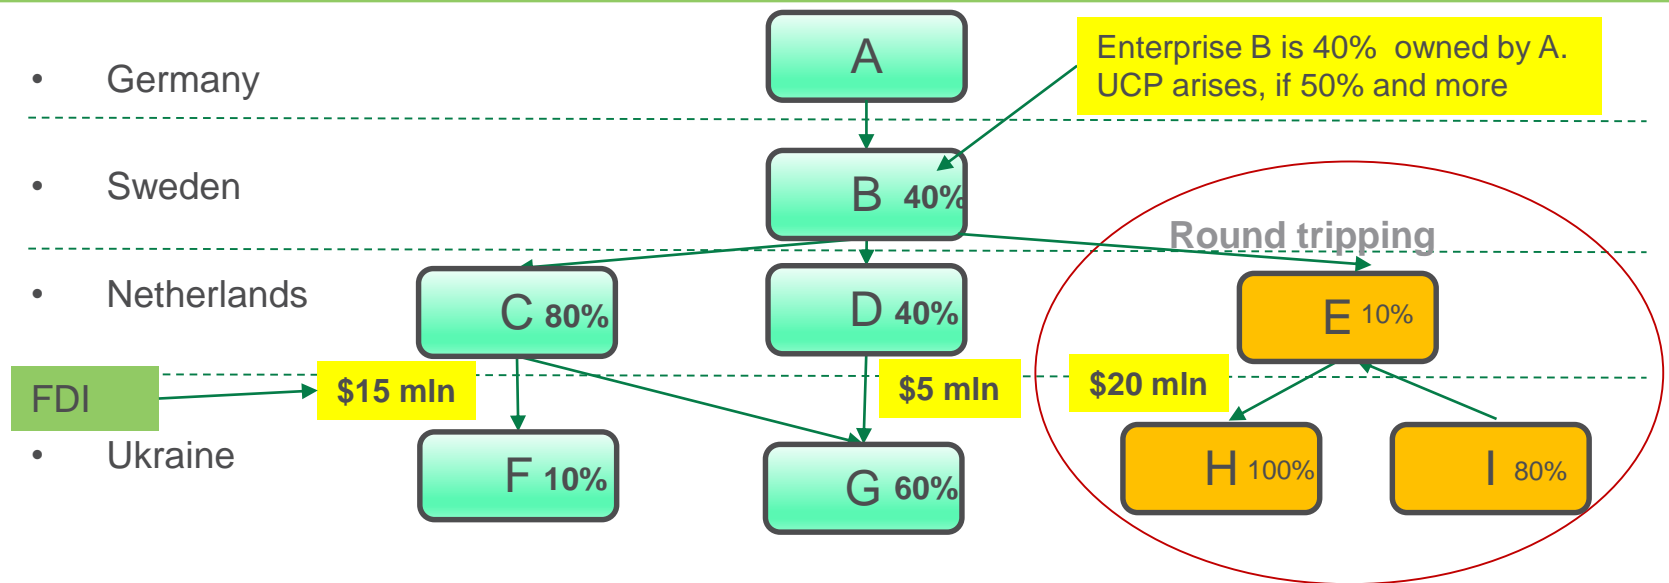 A
Enterprise B is 40% owned by A.
UCP arises, if 50% and more
• Germany
• Sweden
B 40%
Round tripping
• Netherlands
C 80%
D 40%
E 10%
FDI
$15 mln
$5 mln
$20 mln
• Ukraine
F 10%
G 60%
H 100%
I 80%